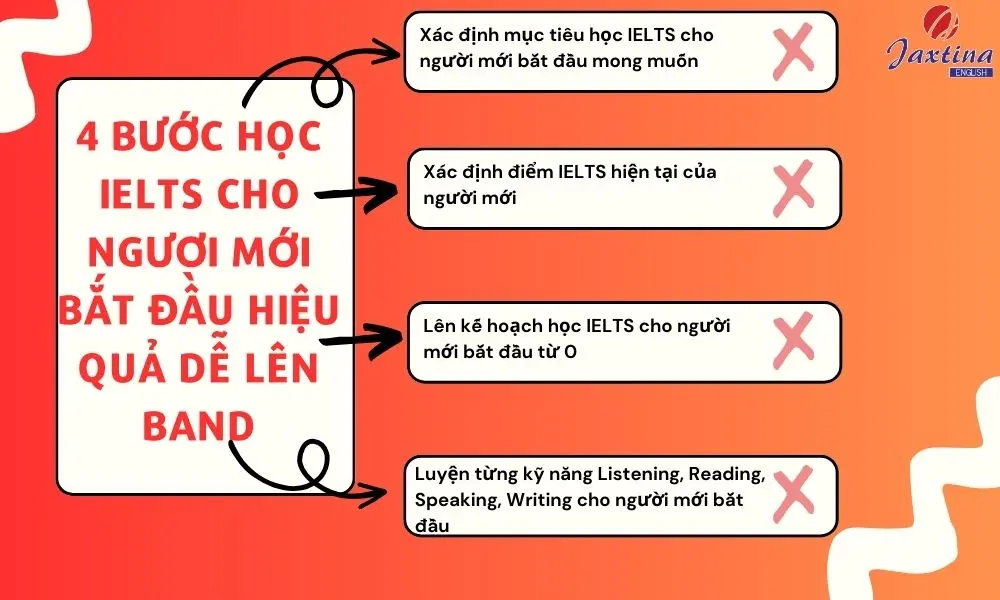 4 BƯỚC HỌC
IELTS CHO
NGƯỜI MỚI
BẮT ĐẦU HIỆU
QUẢ DỄ LÊN
BAND
Xác định mục tiêu học IELTS cho
người mới bắt đầu mong muốn
Xác định điểm IELTS hiện tại của
người mới
Lên kế hoạch học IELTS cho người
mới bắt đầu từ 0
Luyện từng kỹ năng Listening, Reading,
Speaking, Writing cho người mới bắt
đầu
Jaxtina
ENGLISH